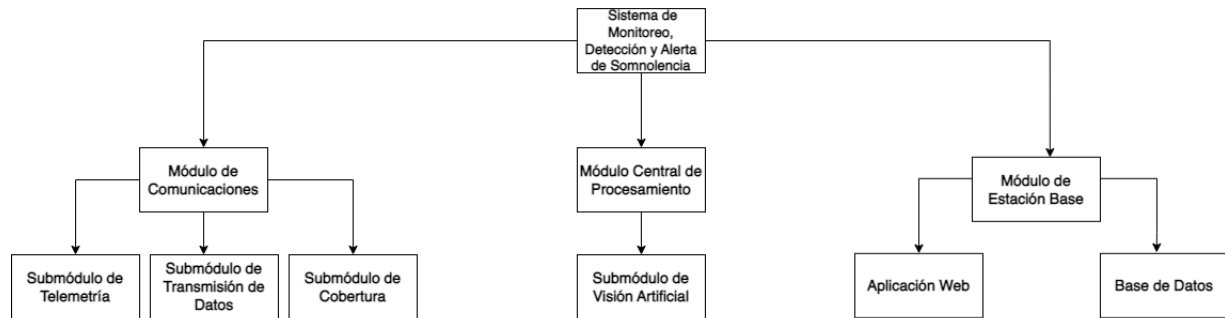 Sistema de
Monitoreo,
Detección y Alerta
de Somnolencia
Módulo de
Comunicaciones
Módulo Central de
Procesamiento
Módulo de
Estación Base
Submódulo de
Telemetría
Submódulo de
Transmisión de
Datos
Submódulo de
Cobertura
Submódulo de
Visión Artificial
Aplicación Web
Base de Datos